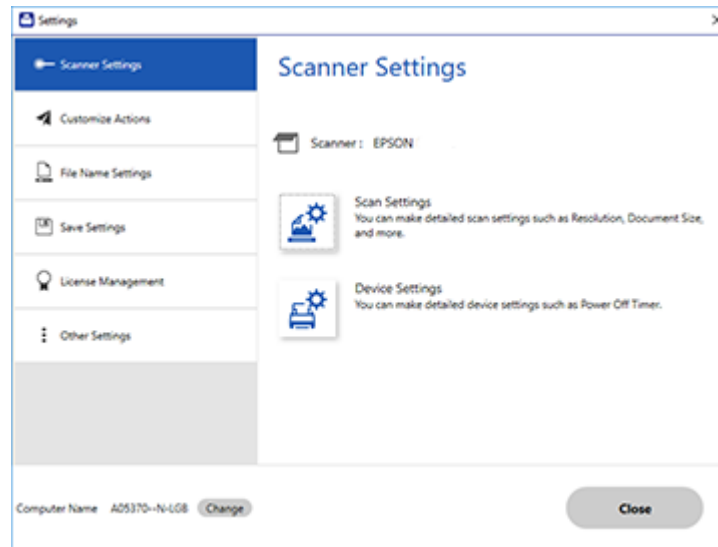 Settings
Scanner Settings
Customize Actions
File Name Settings
Save Settings
License Management
Other Settings
Scanner Settings
Scanner : EPSON
Scan Settings
You can make detailed scan settings such as Resolution, Document Size,
and more.
Device Settings
You can make detailed device settings such as Power Off Timer.
Computer Name A05370--N-LGB Change
Close